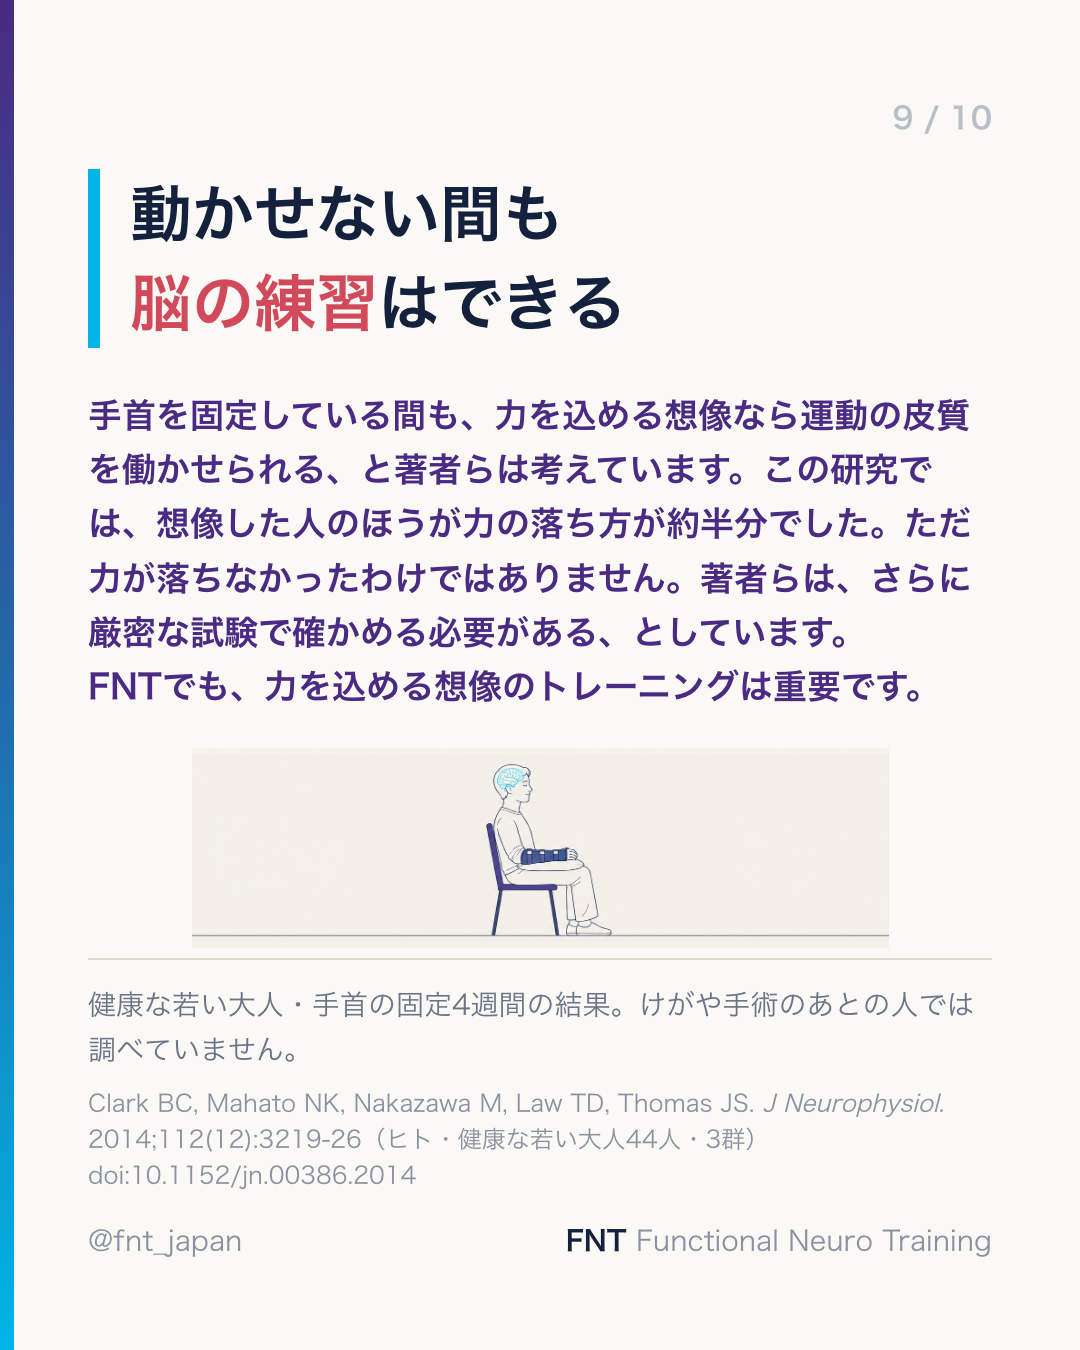 9 / 10
動かせない間も
脳の練習はできる
手首を固定している間も、力を込める想像なら運動の皮質
を働かせられる、と著者らは考えています。この研究で
は、想像した人のほうが力の落ち方が約半分でした。ただ
力が落ちなかったわけではありません。著者らは、さらに
厳密な試験で確かめる必要がある、としています。
FNTでも、力を込める想像のトレーニングは重要です。
健康な若い大人・手首の固定4週間の結果。けがや手術のあとの人では
調べていません。
Clark BC, Mahato NK, Nakazawa M, Law TD, Thomas JS. J Neurophysiol.
2014;112(12):3219-26（ヒト・健康な若い大人44人・3群）
doi:10.1152/jn.00386.2014
@fnt_japan
FNT Functional Neuro Training